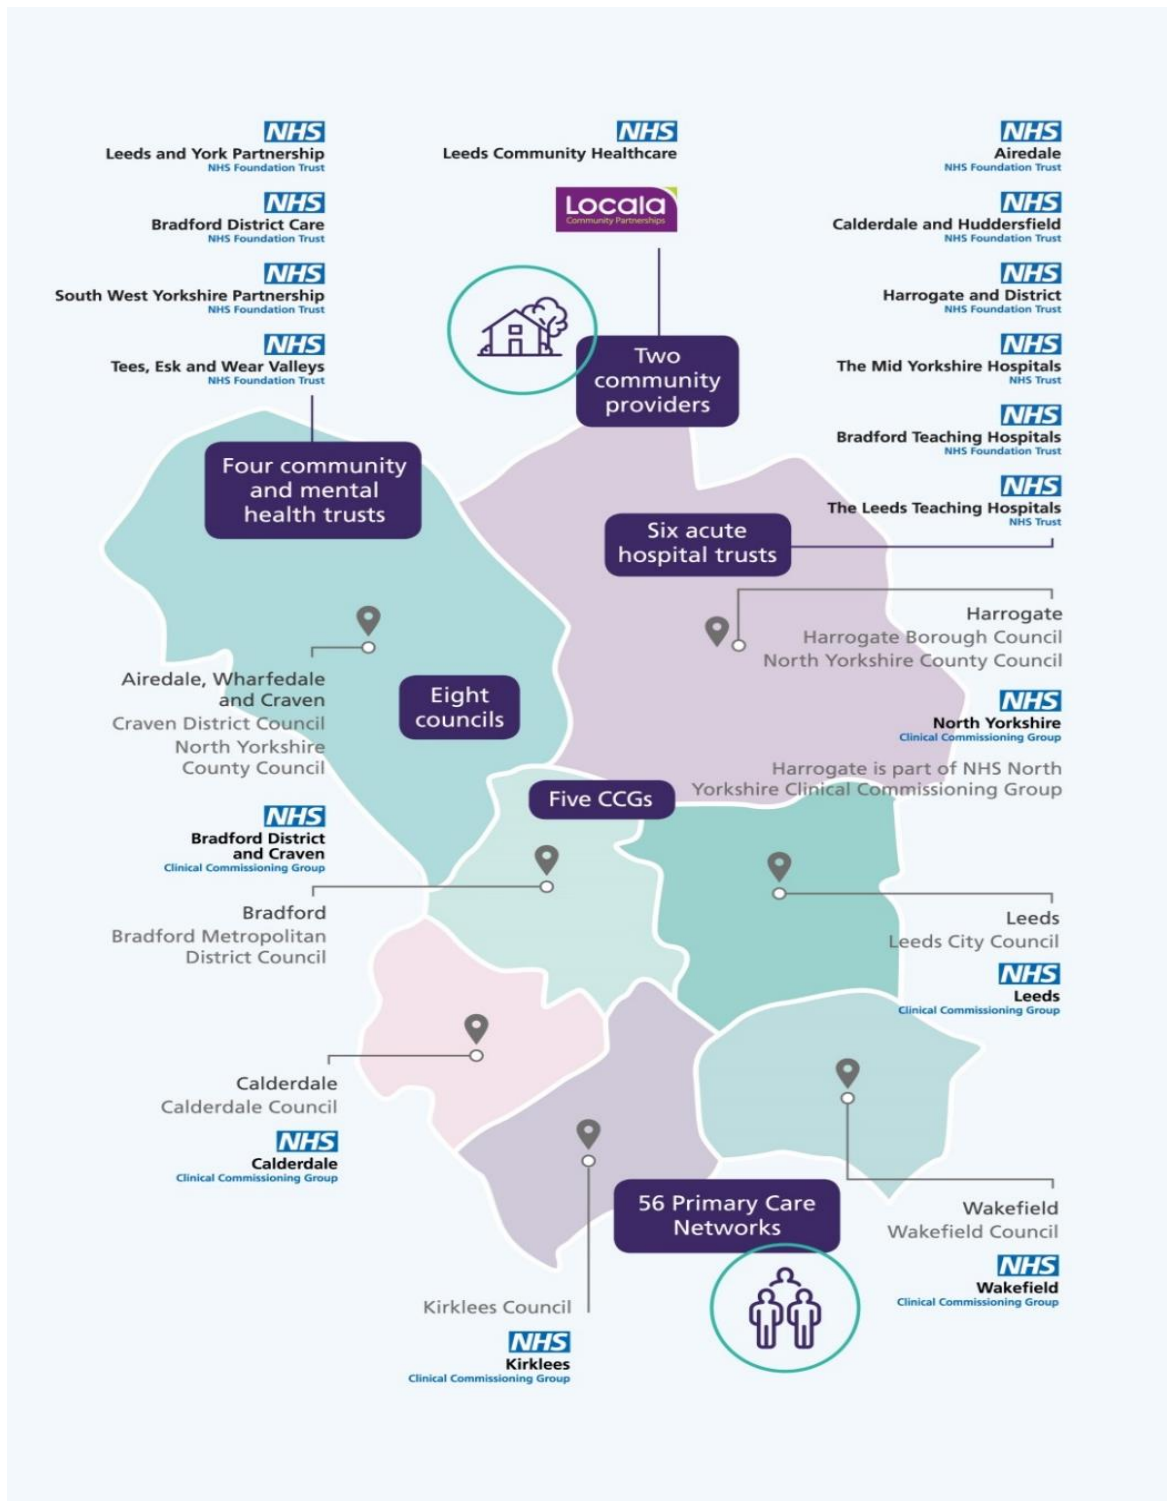 NHS
Leeds and York Partnership
NHS Foundation Trust
NHS
Bradford District Care
NHS Foundation Trust
NHS
South West Yorkshire Partnership
NHS Foundation Trust
NHS
Tees, Esk and Wear Valleys
NHS Foundation Trust
Four community
and mental
health trusts
NHS
Leeds Community Healthcare
Locala
Community Partnerships
Two
community
providers
NHS
Airedale
NHS Foundation Trust
NHS
Calderdale and Huddersfield
NHS Foundation Trust
NHS
Harrogate and District
NHS Foundation Trust
NHS
The Mid Yorkshire Hospitals
NHS Trust
NHS
Bradford Teaching Hospitals
NHS Foundation Trust
NHS
The Leeds Teaching Hospitals
NHS Trust
Six acute
hospital trusts
Airedale, Wharfedale
and Craven
Craven District Council
North Yorkshire
County Council
NHS
Bradford District
and Craven
Clinical Commissioning Group
Eight
councils
Harrogate
Harrogate Borough Council
North Yorkshire County Council
NHS
North Yorkshire
Clinical Commissioning Group
Harrogate is part of NHS North
Yorkshire Clinical Commissioning Group
Five CCGs
Bradford
Bradford Metropolitan
District Council
Leeds
Leeds City Council
NHS
Leeds
Clinical Commissioning Group
Calderdale
Calderdale Council
NHS
Calderdale
Clinical Commissioning Group
56 Primary Care
Networks
Wakefield
Wakefield Council
NHS
Wakefield
Clinical Commissioning Group
Kirklees Council
NHS
Kirklees
Clinical Commissioning Group